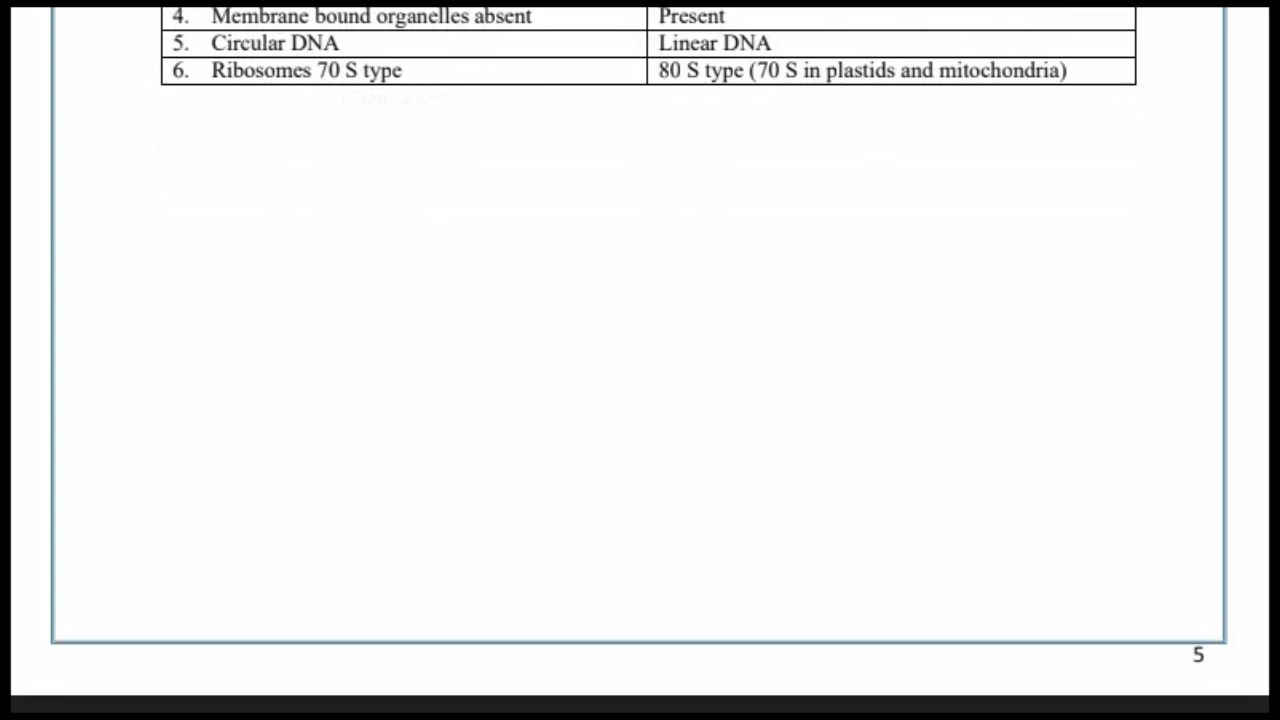 4. Membrane bound organelles absent Present
5. Circular DNA Linear DNA
6. Ribosomes 70 S type 80 S type (70 S in plastids and mitochondria)
5